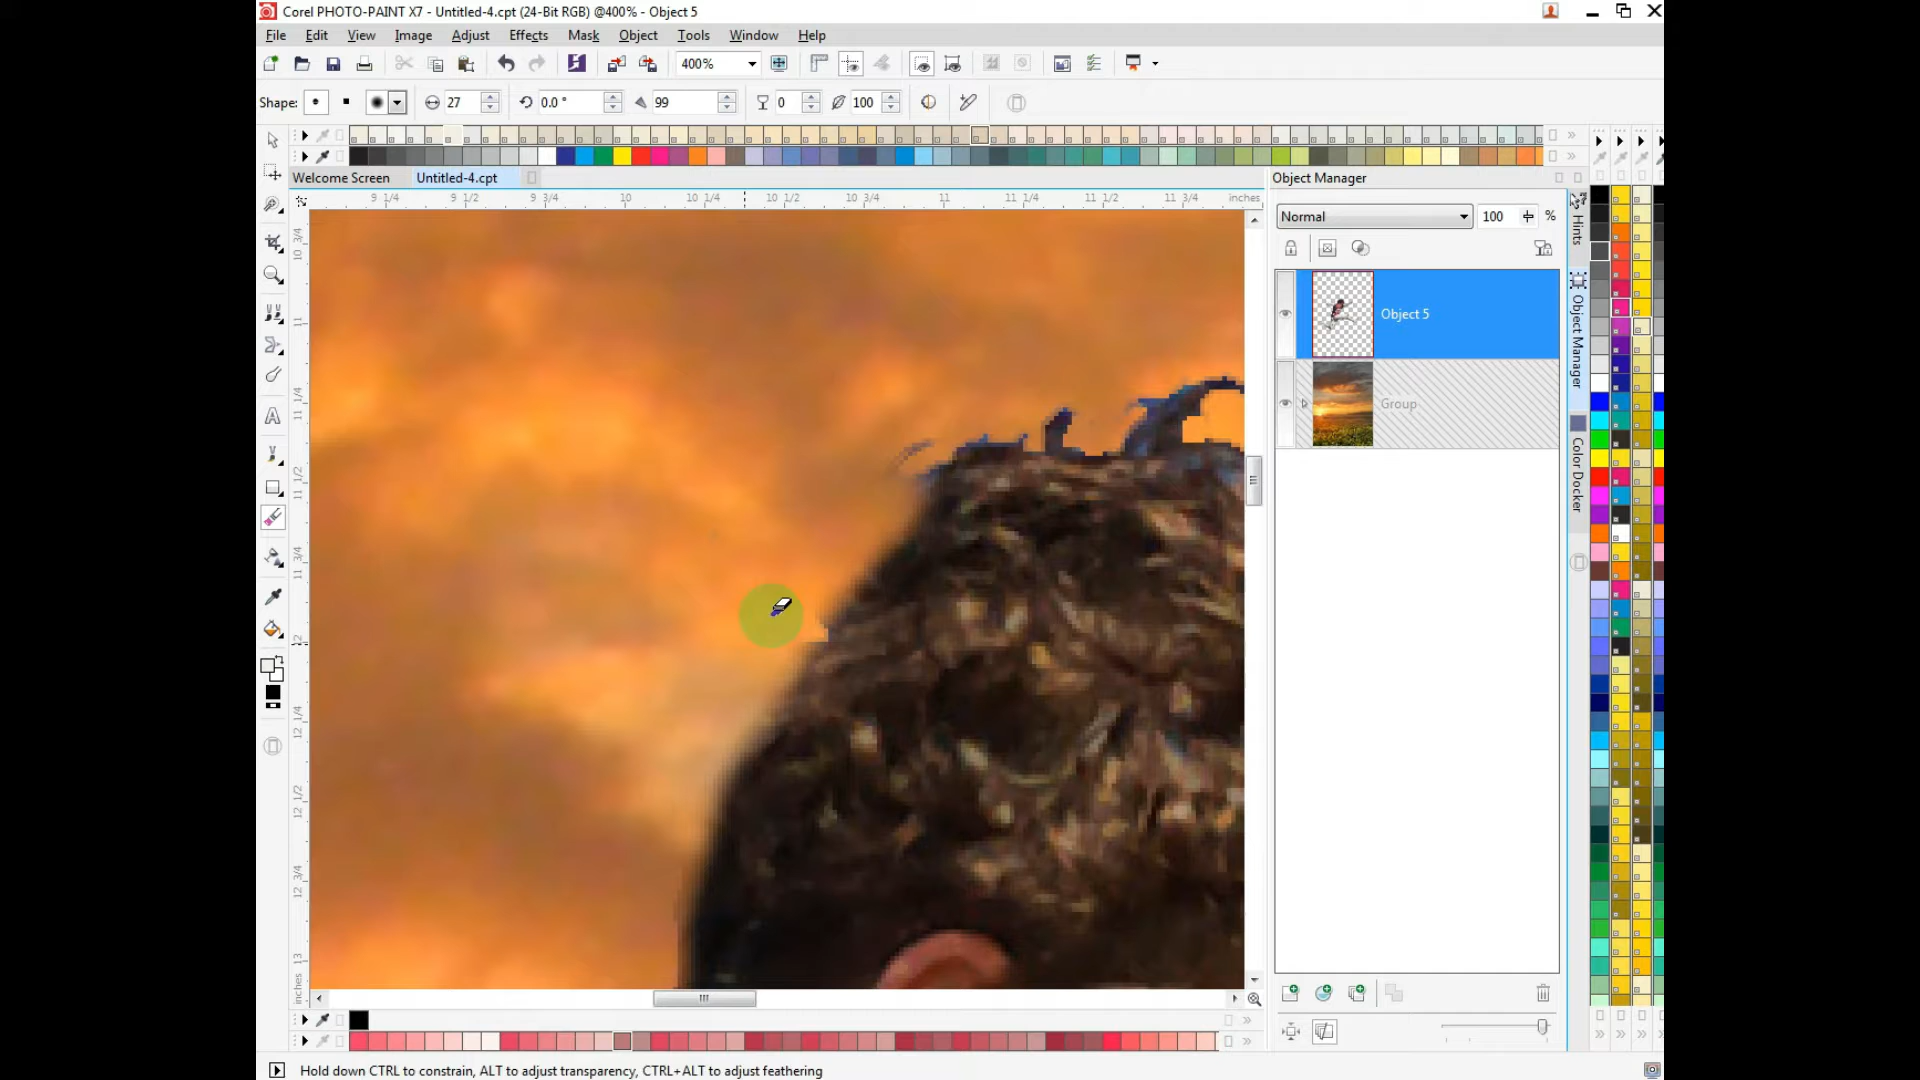 Corel PHOTO-PAINT X7 - Untitled-4.cpt (24-Bit RGB) @400% - Object 5
File Edit View Image Adjust Effects Mask Object Tools Window Help
400%
Shape: 27 0.0 ° 99 0 100
Welcome Screen Untitled-4.cpt Object Manager
9 1/4 9 1/2 9 3/4 10 10 1/4 10 1/2 10 3/4 11 11 1/4 11 1/2 11 3/4 inches
Normal 100 %
Hints
Object Manager
Color Docker
Object 5
Group
10 3/4
11
11 1/4
11 1/2
11 3/4
12
12 1/4
12 1/2
12 3/4
13
inches
Hold down CTRL to constrain, ALT to adjust transparency, CTRL+ALT to adjust feathering